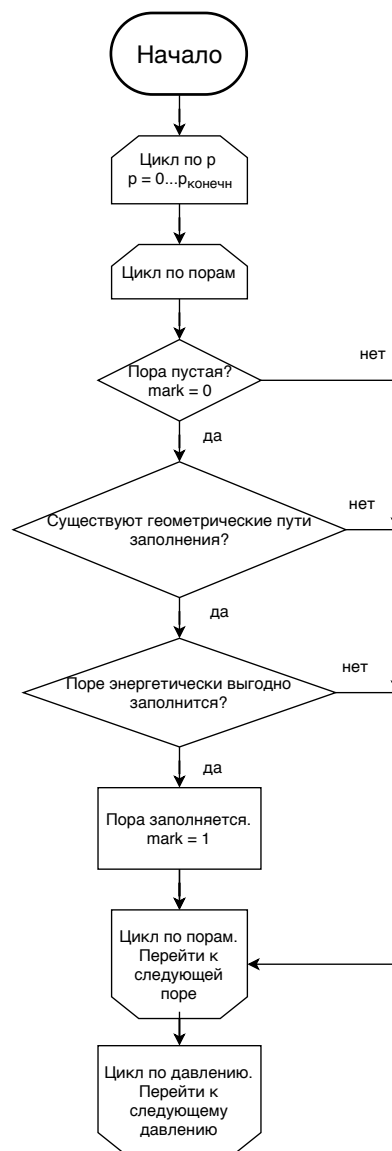 Начало
Цикл по p
p = 0...pконечн
Цикл по порам
Пора пустая?
mark = 0
нет
да
Существуют геометрические пути
заполнения?
нет
да
Поре энергетически выгодно
заполнится?
нет
да
Пора заполняется.
mark = 1
Цикл по порам.
Перейти к
следующей
поре
Цикл по давлению.
Перейти к
следующему
давлению